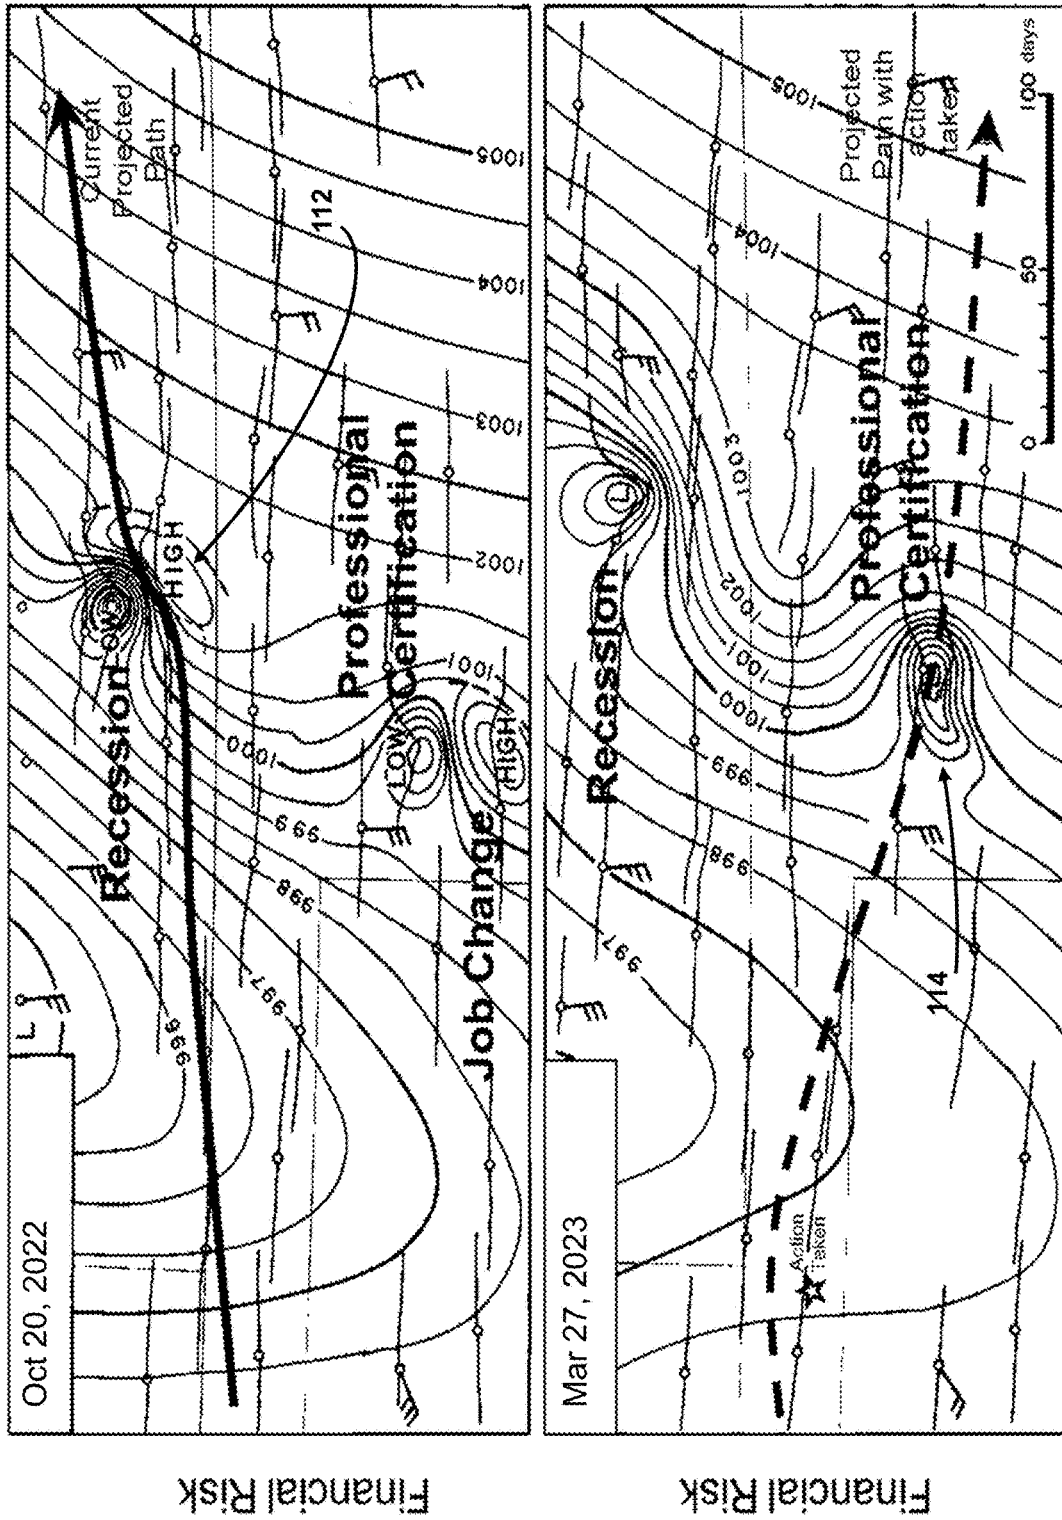 Oct 20, 2022
L
Current
Projected
Path
Recession
LOW
HIGH
112
Professional
Certification
LOW
HIGH
Job Change
996
997
998
999
1000
1001
1002
1003
1004
1005
Financial Risk
Mar 27, 2023
Recession
L
Projected
Path with
action
taken
Professional
Certification
Action
Taken
114
997
998
999
1000
1001
1002
1003
1004
1005
0
50
100 days
Financial Risk